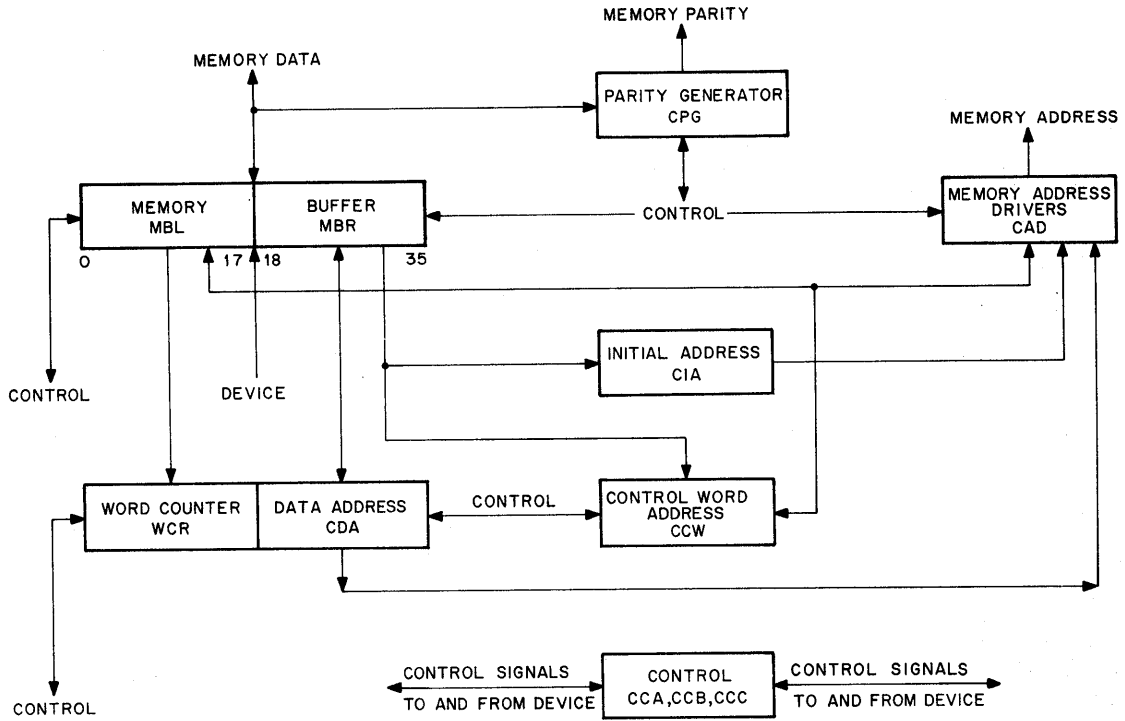 MEMORY PARITY
MEMORY DATA
PARITY GENERATOR
CPG
MEMORY ADDRESS
MEMORY
MBL
BUFFER
MBR
CONTROL
MEMORY ADDRESS
DRIVERS
CAD
0
17
18
35
INITIAL ADDRESS
CIA
CONTROL
DEVICE
WORD COUNTER
WCR
DATA ADDRESS
CDA
CONTROL
CONTROL WORD
ADDRESS
CCW
CONTROL SIGNALS
TO AND FROM DEVICE
CONTROL
CCA,CCB,CCC
CONTROL SIGNALS
TO AND FROM DEVICE
CONTROL